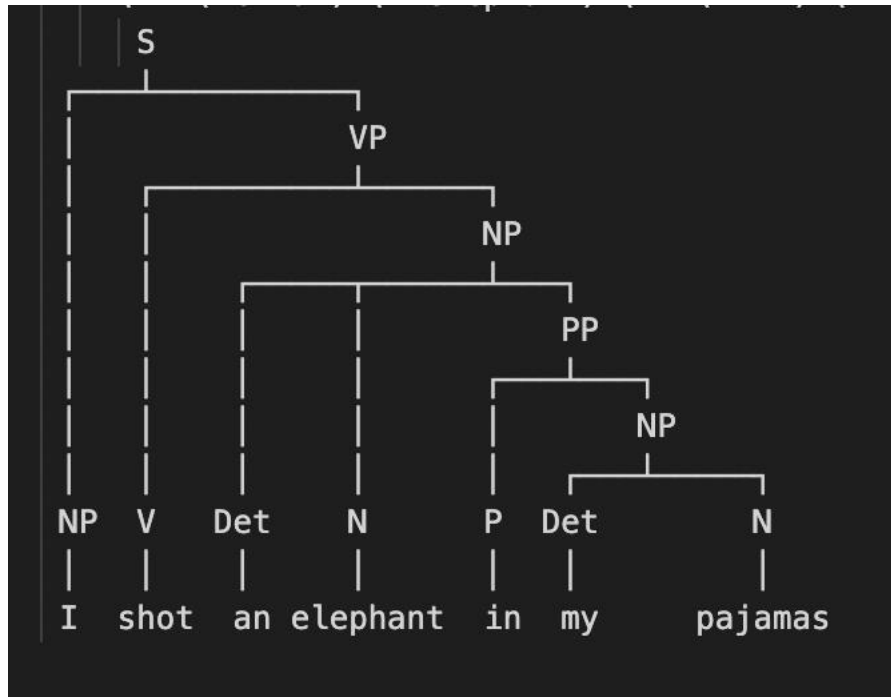 S
VP
NP
PP
NP
NP V Det N P Det N
I shot an elephant in my pajamas